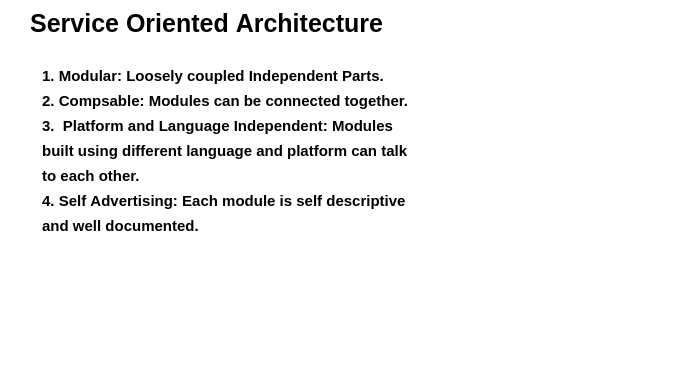 Service Oriented Architecture
1. Modular: Loosely coupled Independent Parts.
2. Compsable: Modules can be connected together.
3.  Platform and Language Independent: Modules
built using different language and platform can talk
to each other.
4. Self Advertising: Each module is self descriptive
and well documented.